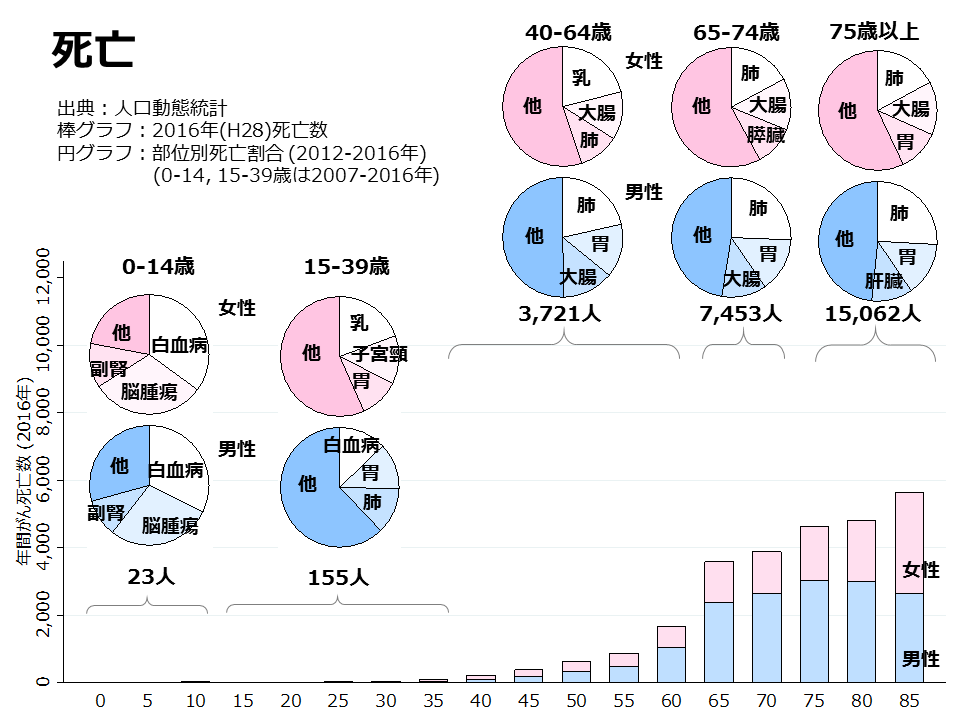 死亡
出典：人口動態統計
棒グラフ：2016年(H28)死亡数
円グラフ：部位別死亡割合 (2012-2016年)
(0-14, 15-39歳は2007-2016年)
40-64歳
65-74歳
75歳以上
女性
乳
大腸
肺
他
肺
大腸
膵臓
他
肺
大腸
胃
他
男性
肺
胃
大腸
他
肺
胃
大腸
他
肺
胃
肝臓
他
3,721人
7,453人
15,062人
0-14歳
15-39歳
女性
白血病
脳腫瘍
副腎
他
乳
子宮頸
胃
他
男性
白血病
脳腫瘍
副腎
他
白血病
胃
肺
他
23人
155人
年間がん死亡数 (2016年)
12,000
10,000
8,000
6,000
4,000
2,000
0
女性
男性
0 5 10 15 20 25 30 35 40 45 50 55 60 65 70 75 80 85